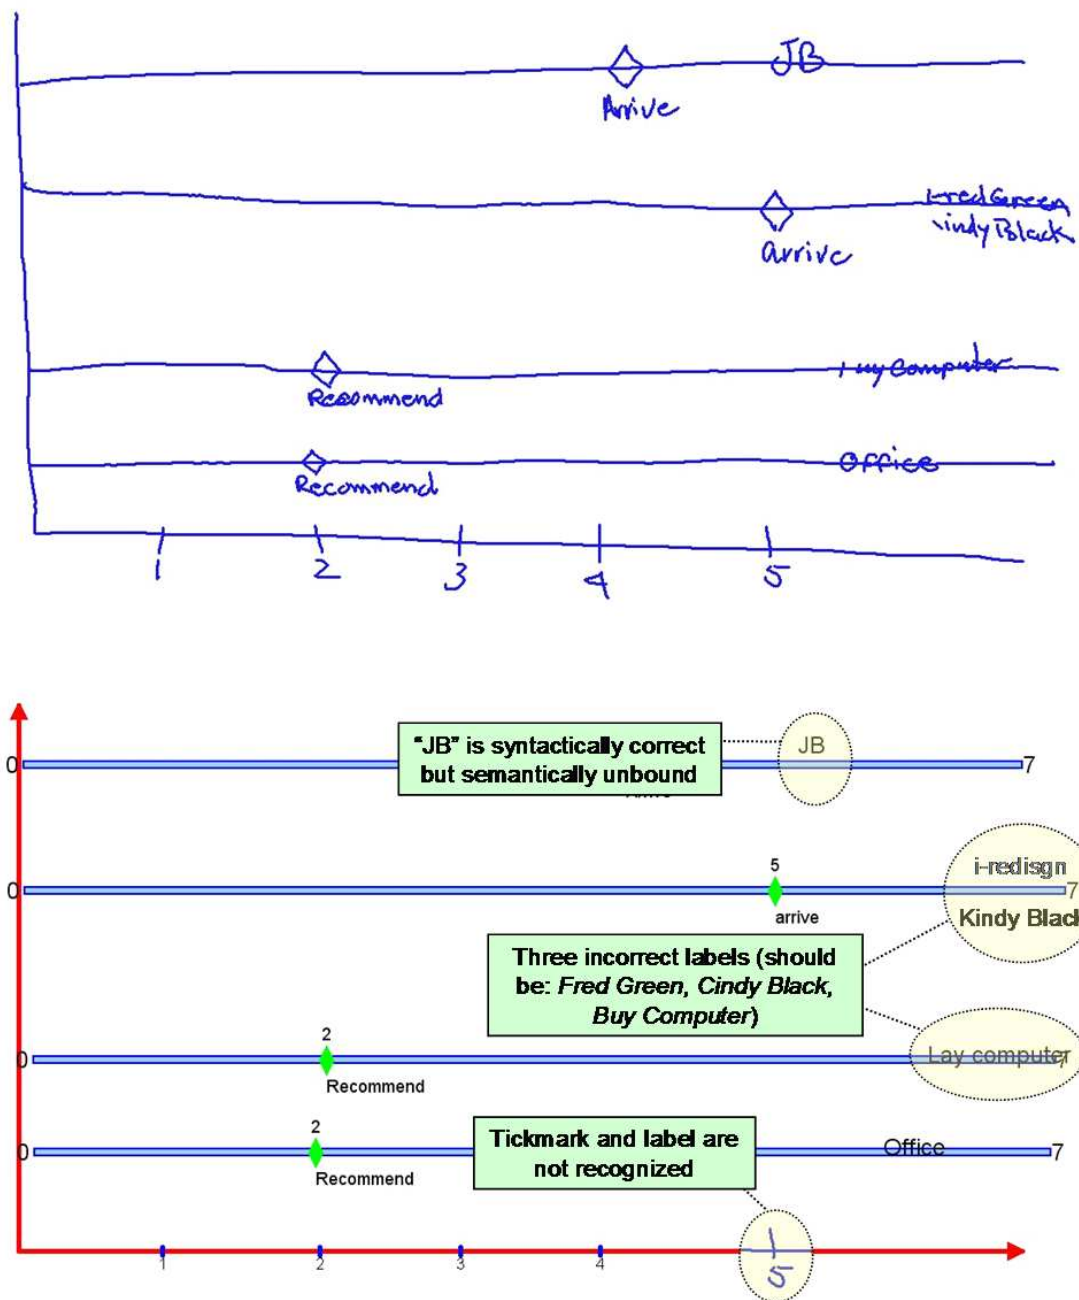 JB
Arrive
Fred Green
indy Black
arrive
uy Computer
Recommend
Office
Recommend
1 2 3 4 5
"JB" is syntactically correct
but semantically unbound
JB
0 7
5
i-redisgn
0 7
arrive
Kindy Black
Three incorrect labels (should
be: Fred Green, Cindy Black,
Buy Computer)
2
0 Lay computer 7
Recommend
2
Tickmark and label are
not recognized
0 Office 7
Recommend
1 2 3 4 5